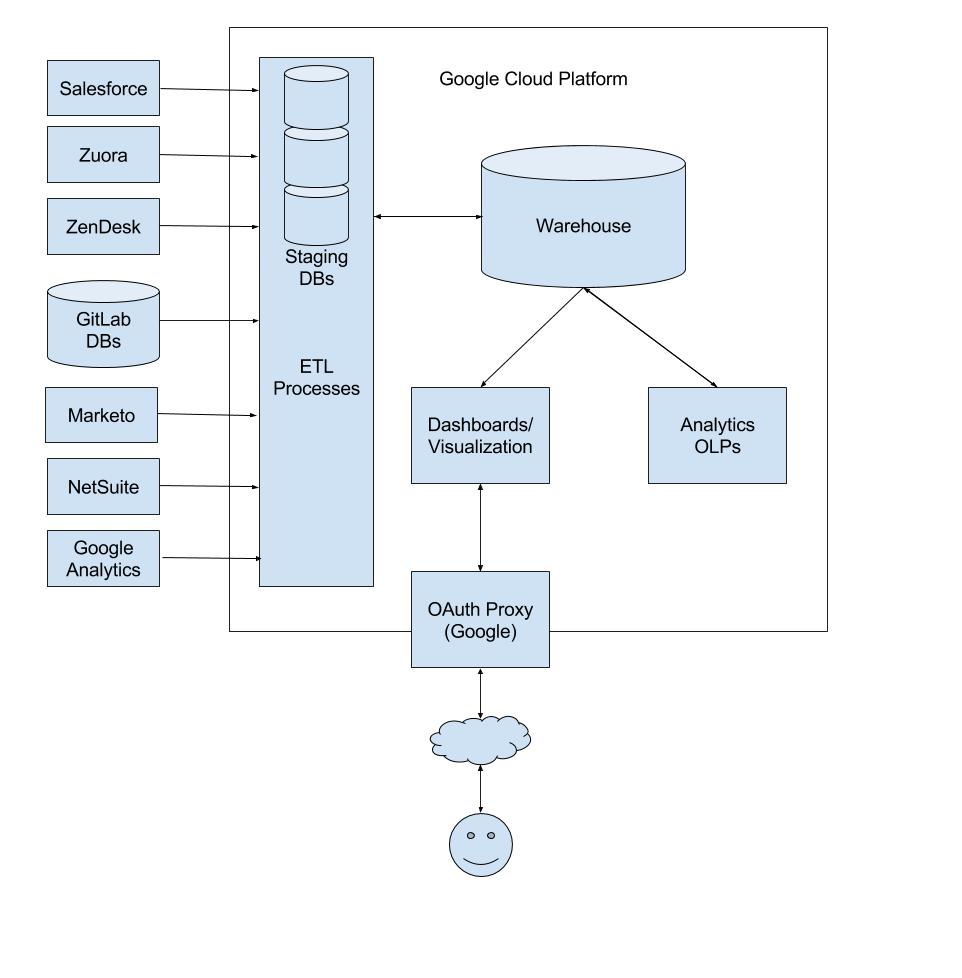 Google Cloud Platform
Salesforce
Zuora
ZenDesk
GitLab
DBs
Marketo
NetSuite
Google
Analytics
Staging
DBs
ETL
Processes
Warehouse
Dashboards/
Visualization
Analytics
OLPs
OAuth Proxy
(Google)